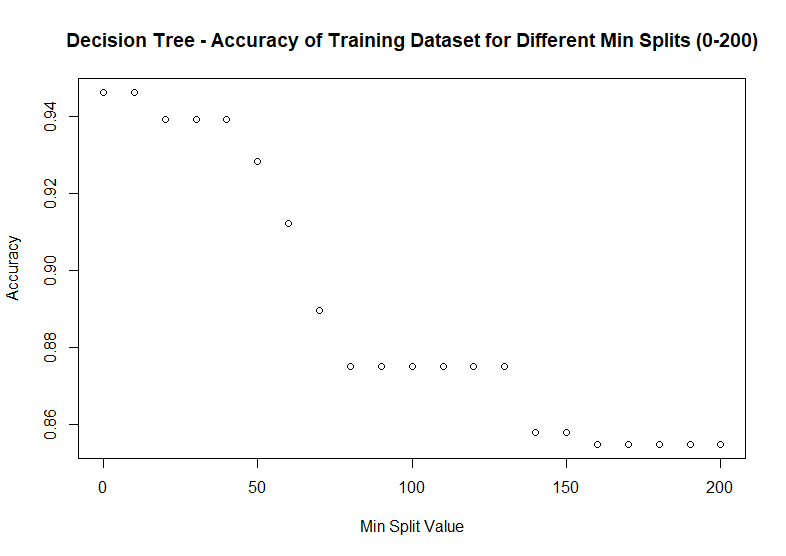 Decision Tree - Accuracy of Training Dataset for Different Min Splits (0-200)
0.94
0.92
0.90
0.88
0.86
Accuracy
0 50 100 150 200
Min Split Value